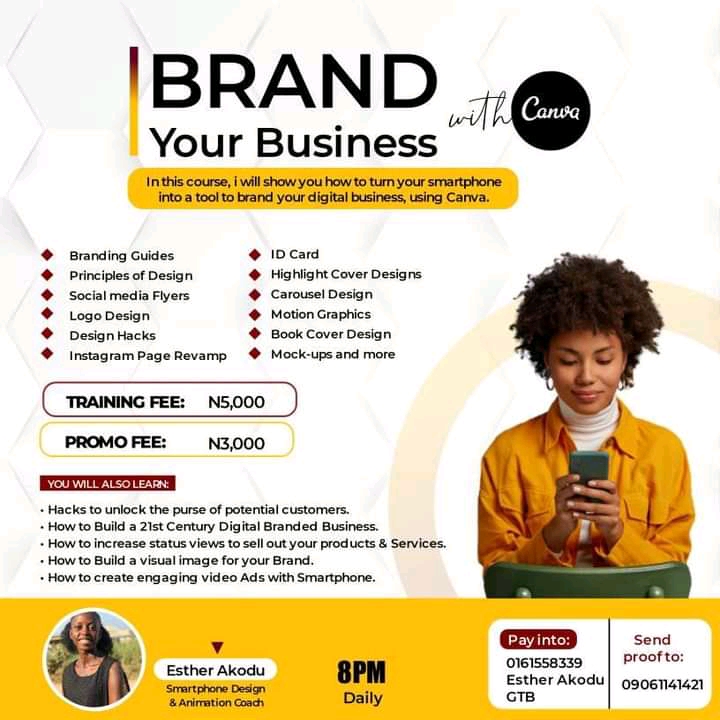 BRAND
Your Business
with Canva
In this course, i will show you how to turn your smartphone
into a tool to brand your digital business, using Canva.
Branding Guides
Principles of Design
Social media Flyers
Logo Design
Design Hacks
Instagram Page Revamp
ID Card
Highlight Cover Designs
Carousel Design
Motion Graphics
Book Cover Design
Mock-ups and more
TRAINING FEE: N5,000
PROMO FEE: N3,000
YOU WILL ALSO LEARN:
• Hacks to unlock the purse of potential customers.
• How to Build a 21st Century Digital Branded Business.
• How to increase status views to sell out your products & Services.
• How to Build a visual image for your Brand.
• How to create engaging video Ads with Smartphone.
Esther Akodu
Smartphone Design
& Animation Coach
8PM
Daily
Pay into:
0161558339
Esther Akodu
GTB
Send
proof to:
09061141421